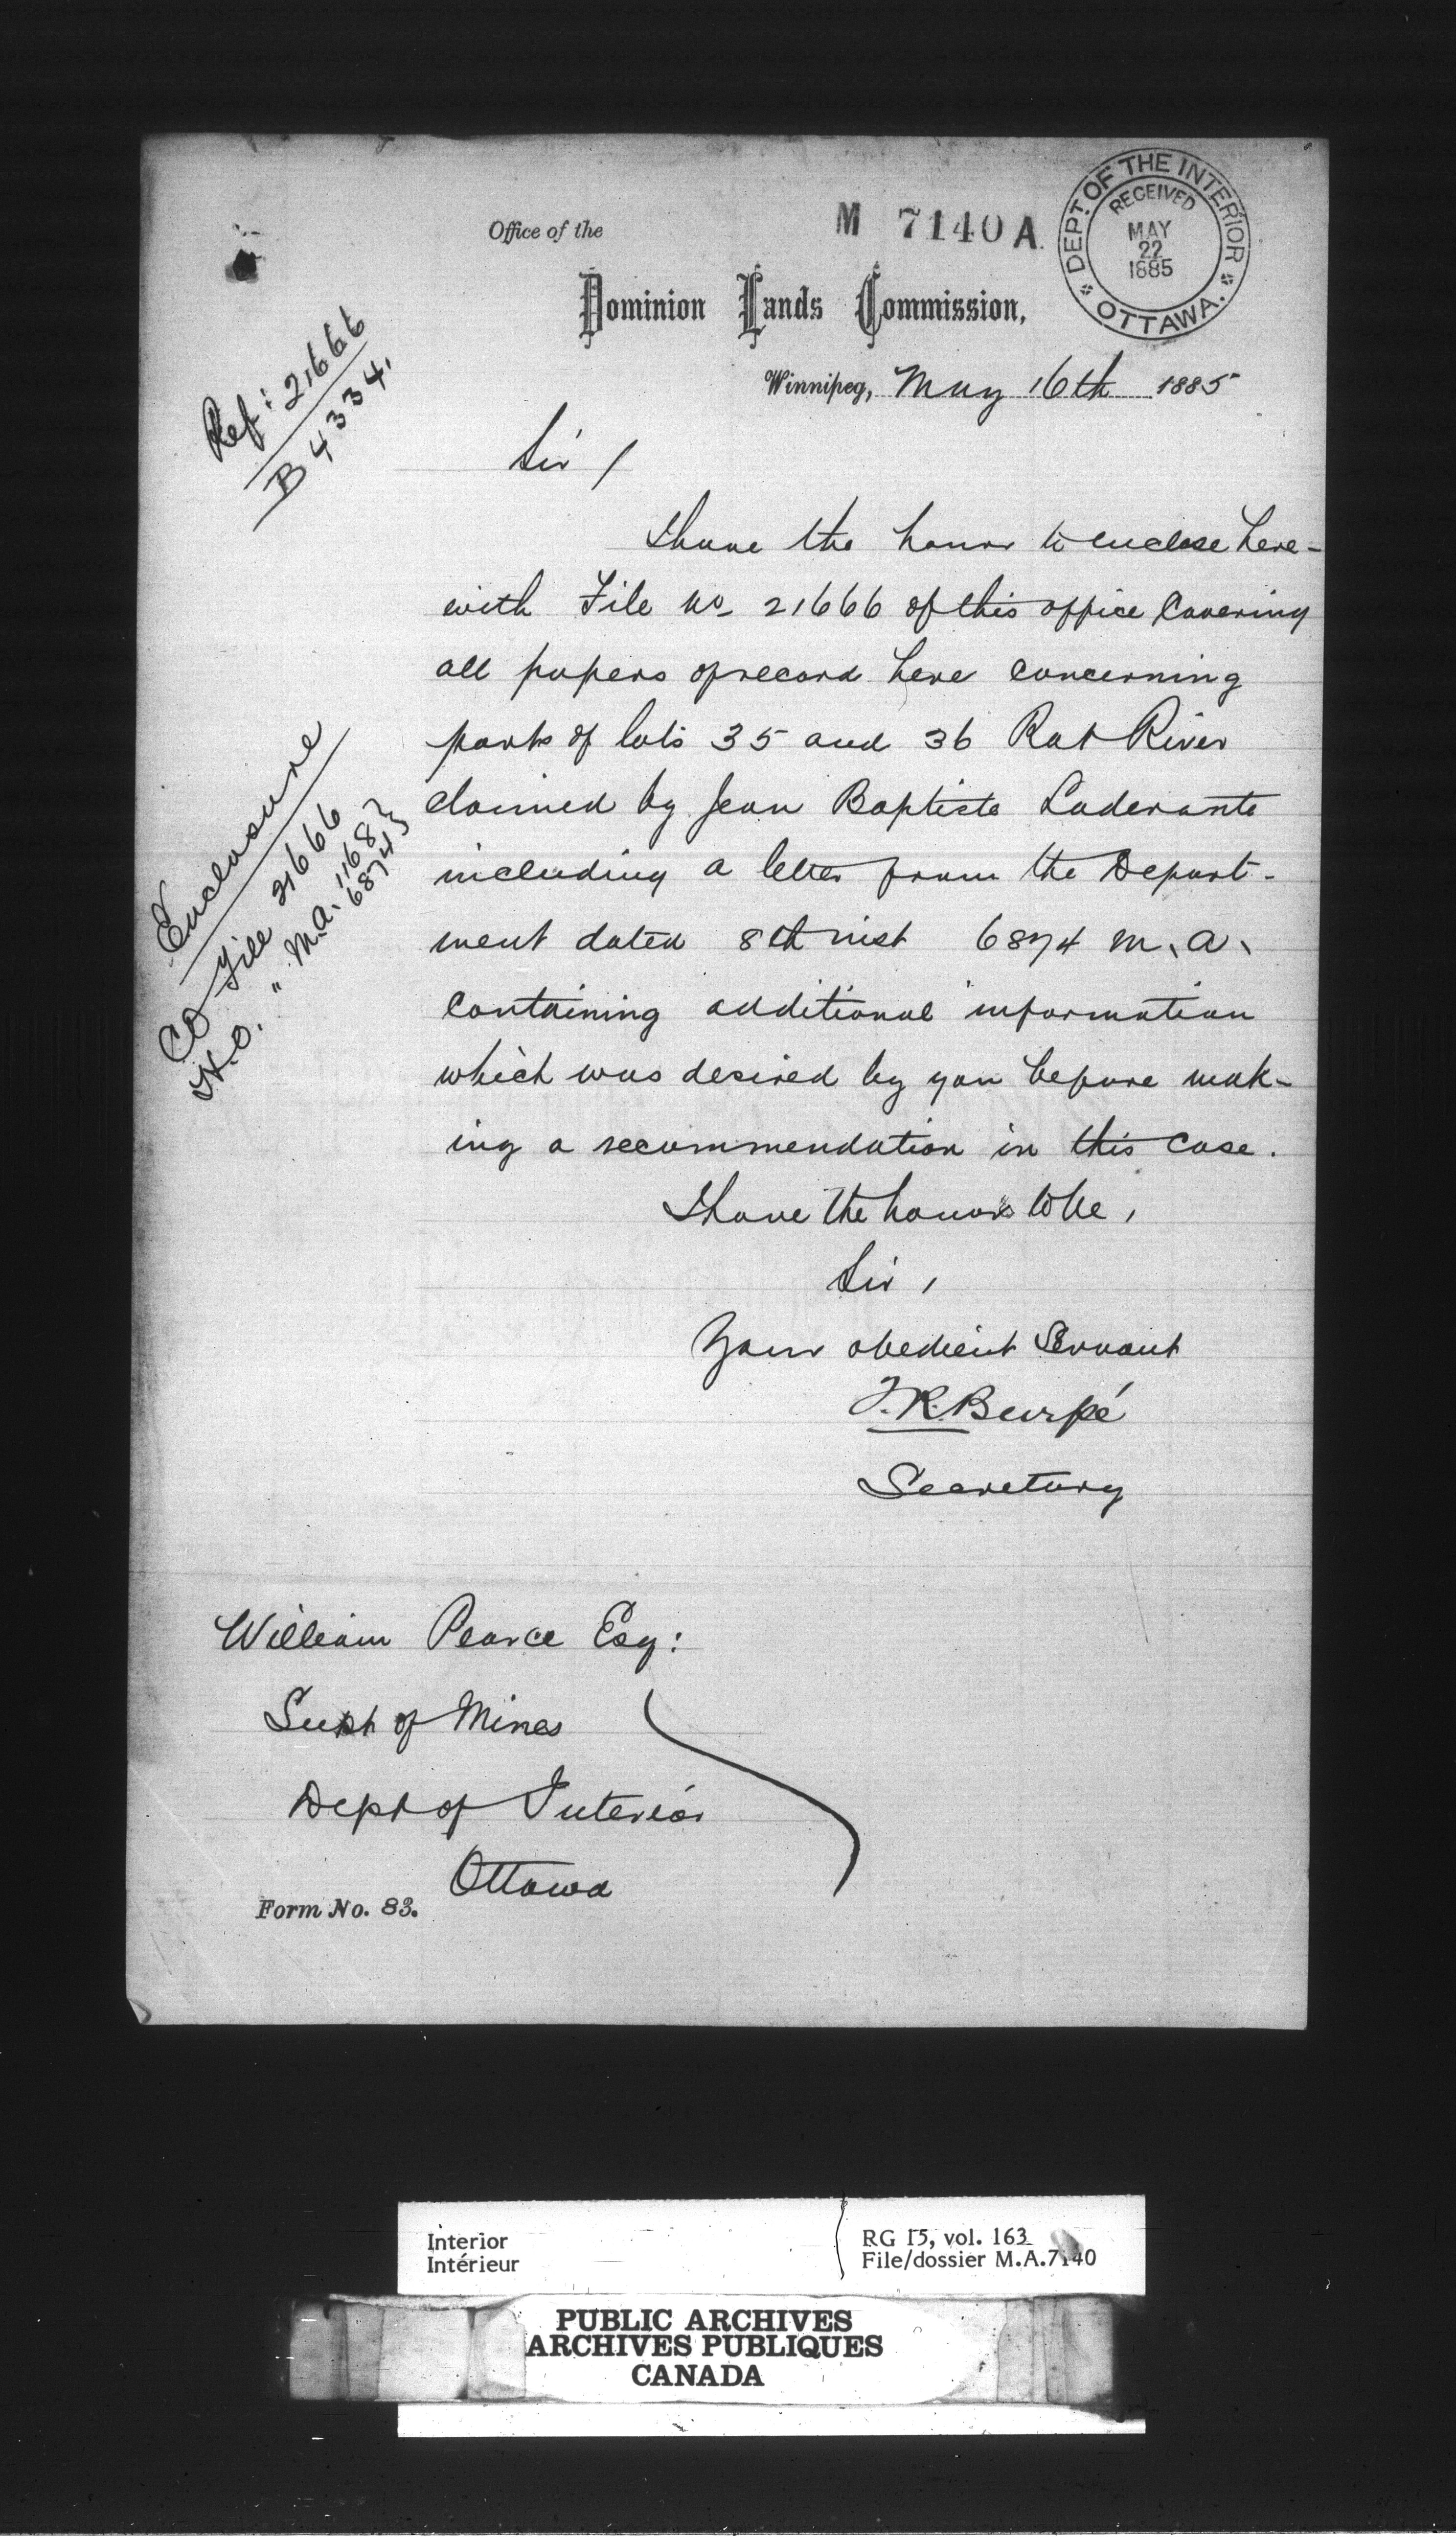 Office of the
M 7140 A.
DEPT. OF THE INTERIOR
RECEIVED
MAY
22
1885
OTTAWA.
Dominion Lands Commission,
Winnipeg, May 16th 1885
Ref: 21666
B 4334.
Sir,
I have the honor to enclose here-
with File No 21666 of this office Covering
all papers of record here concerning
parts of lots 35 and 36 Rat River
claimed by Jean Baptiste Laderante
including a letter from the Depart-
ment dated 8th inst 6874 M.A.
Containing additional information
which was desired by you before mak-
ing a recommendation in this case.
Enclosure
CO File 21666
H.O. " M.A. 1168
6874
I have the honor to be,
Sir,
Your obedient Servant
F.R. Burpé
Secretary
William Pearce Esq:
Supt of Mines
Dept of Interior
Ottawa
Form No. 83.
Interior
Intérieur
RG 15, vol. 163
File/dossier M.A.7140
PUBLIC ARCHIVES
ARCHIVES PUBLIQUES
CANADA